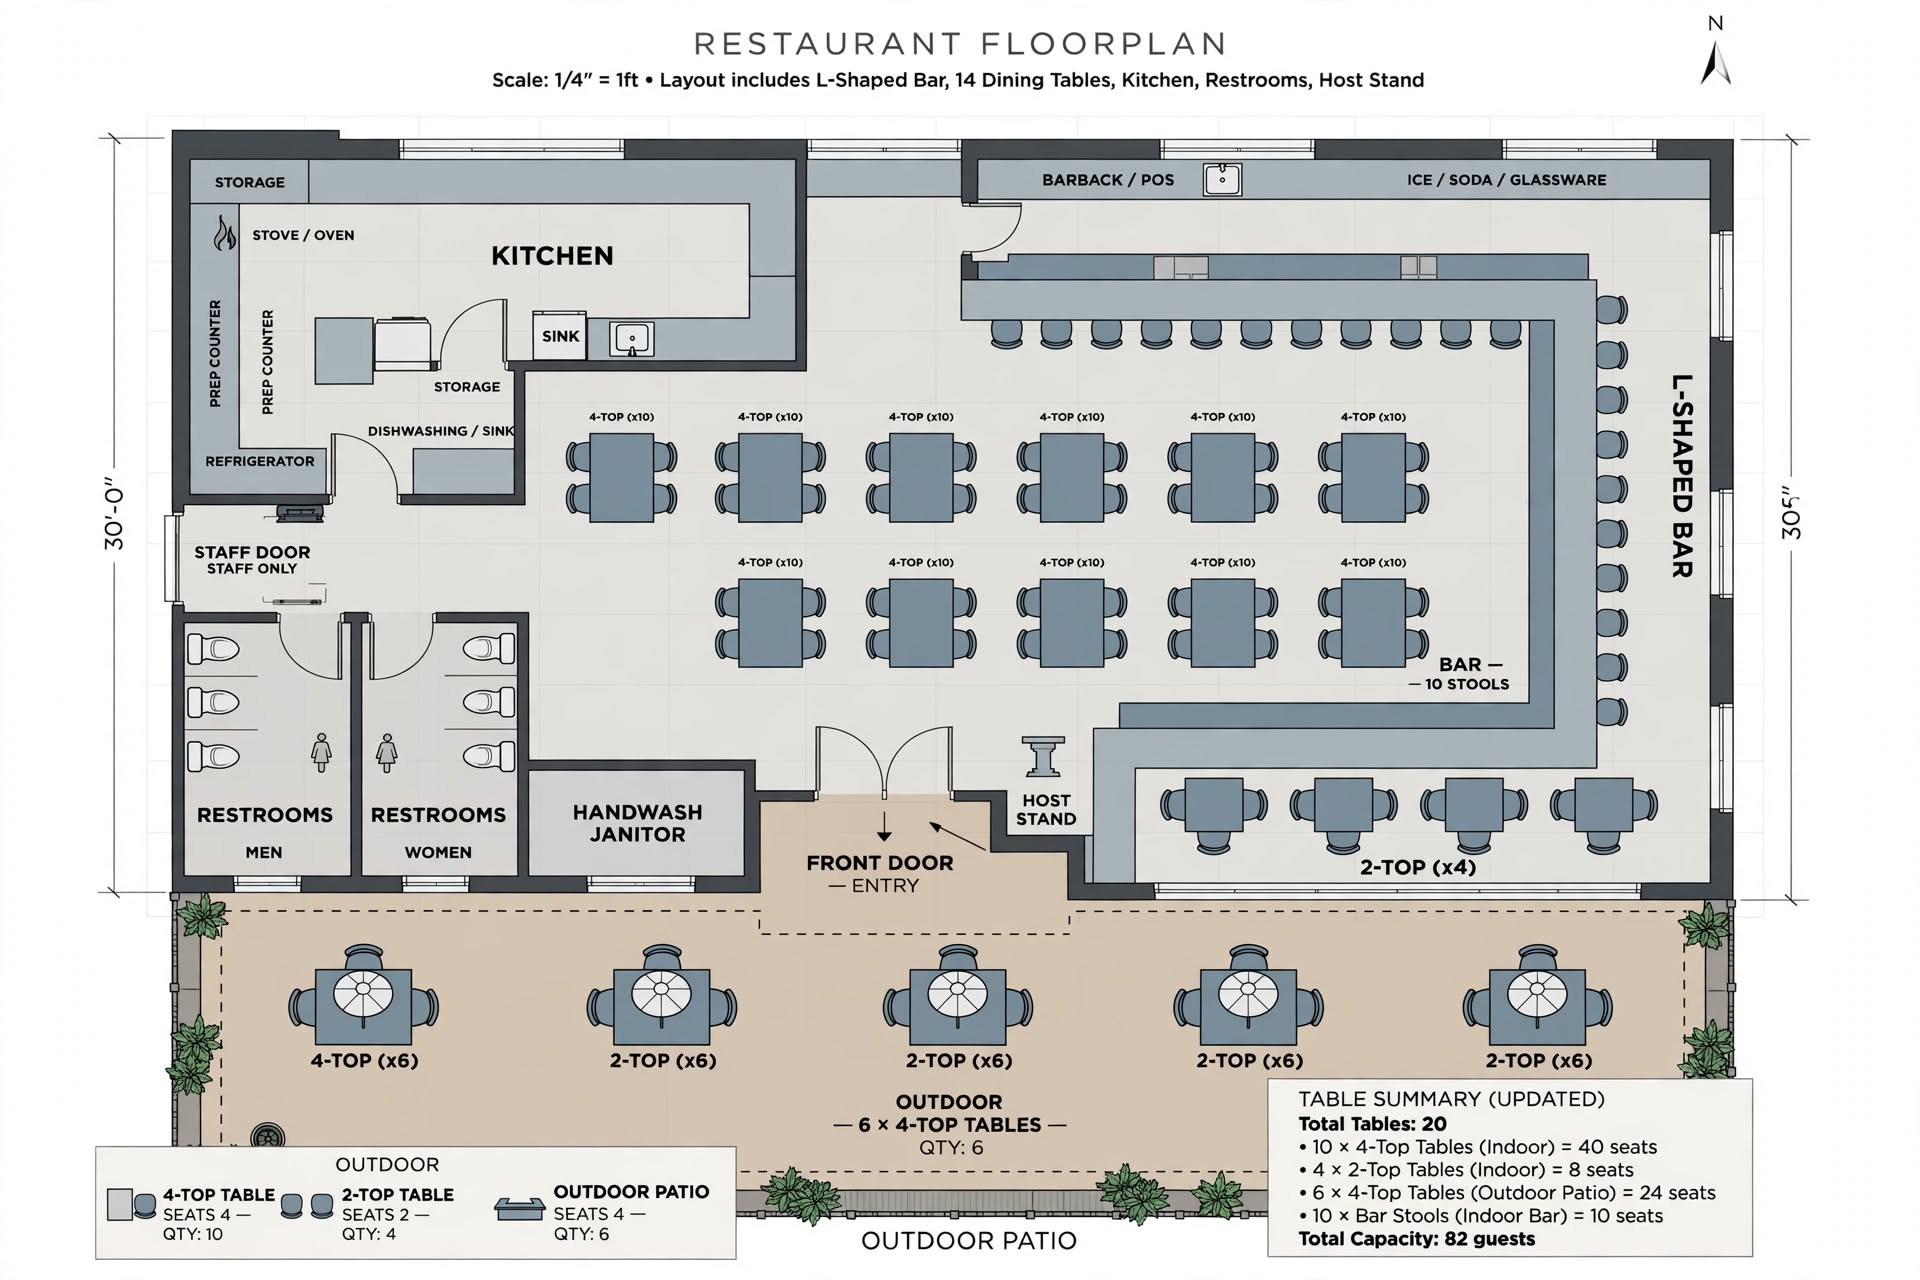 RESTAURANT FLOORPLAN
Scale: 1/4" = 1ft • Layout includes L-Shaped Bar, 14 Dining Tables, Kitchen, Restrooms, Host Stand
N
STORAGE
BARBACK / POS
ICE / SODA / GLASSWARE
STOVE / OVEN
KITCHEN
PREP COUNTER
PREP COUNTER
SINK
STORAGE
DISHWASHING / SINK
REFRIGERATOR
30'-0"
305"
L-SHAPED BAR
4-TOP (x10)
4-TOP (x10)
4-TOP (x10)
4-TOP (x10)
4-TOP (x10)
4-TOP (x10)
STAFF DOOR
STAFF ONLY
4-TOP (x10)
4-TOP (x10)
4-TOP (x10)
4-TOP (x10)
4-TOP (x10)
BAR —
— 10 STOOLS
RESTROOMS
MEN
RESTROOMS
WOMEN
HANDWASH
JANITOR
HOST
STAND
FRONT DOOR
— ENTRY
2-TOP (x4)
4-TOP (x6)
2-TOP (x6)
2-TOP (x6)
2-TOP (x6)
2-TOP (x6)
OUTDOOR
— 6 × 4-TOP TABLES —
QTY: 6
OUTDOOR
4-TOP TABLE
SEATS 4 —
QTY: 10
2-TOP TABLE
SEATS 2 —
QTY: 4
OUTDOOR PATIO
SEATS 4 —
QTY: 6
OUTDOOR PATIO
TABLE SUMMARY (UPDATED)
Total Tables: 20
• 10 × 4-Top Tables (Indoor) = 40 seats
• 4 × 2-Top Tables (Indoor) = 8 seats
• 6 × 4-Top Tables (Outdoor Patio) = 24 seats
• 10 × Bar Stools (Indoor Bar) = 10 seats
Total Capacity: 82 guests